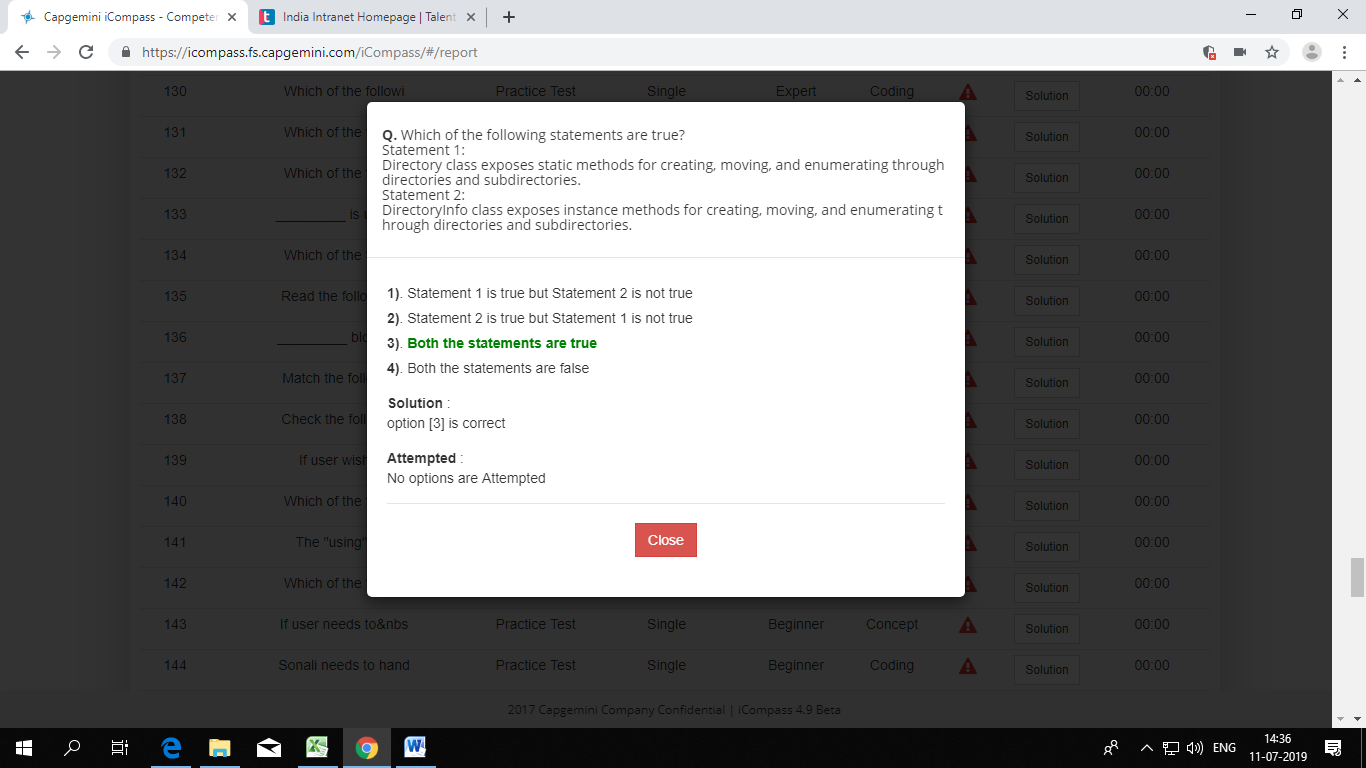 Capgemini iCompass - Competer
India Intranet Homepage | Talent
https://icompass.fs.capgemini.com/iCompass/#/report
130 Which of the followi Practice Test Single Expert Coding Solution 00:00
131 Which of the Solution 00:00
132 Which of the Solution 00:00
133 __________ is Solution 00:00
134 Which of the Solution 00:00
135 Read the follo Solution 00:00
136 __________ blo Solution 00:00
137 Match the foll Solution 00:00
138 Check the foll Solution 00:00
139 If user wish Solution 00:00
140 Which of the Solution 00:00
141 The "using" Solution 00:00
142 Which of the Solution 00:00
143 If user needs to&nbs Practice Test Single Beginner Concept Solution 00:00
144 Sonali needs to hand Practice Test Single Beginner Coding Solution 00:00
Q. Which of the following statements are true?
Statement 1:
Directory class exposes static methods for creating, moving, and enumerating through
directories and subdirectories.
Statement 2:
DirectoryInfo class exposes instance methods for creating, moving, and enumerating t
hrough directories and subdirectories.
1). Statement 1 is true but Statement 2 is not true
2). Statement 2 is true but Statement 1 is not true
3). Both the statements are true
4). Both the statements are false
Solution :
option [3] is correct
Attempted :
No options are Attempted
Close
2017 Capgemini Company Confidential | iCompass 4.9 Beta
ENG
14:36
11-07-2019